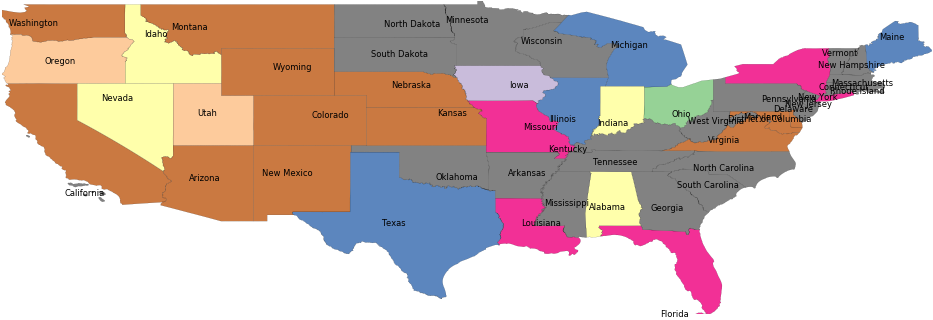 Washington
Montana
North Dakota
Minnesota
Idaho
Oregon
Wyoming
South Dakota
Wisconsin
Michigan
Maine
Vermont
New Hampshire
Massachusetts
Connecticut
Rhode Island
New York
New Jersey
Pennsylvania
Delaware
Maryland
District of Columbia
Nevada
Utah
Colorado
Nebraska
Iowa
Kansas
Missouri
Illinois
Indiana
Ohio
West Virginia
Virginia
Kentucky
California
Arizona
New Mexico
Oklahoma
Arkansas
Tennessee
North Carolina
South Carolina
Texas
Louisiana
Mississippi
Alabama
Georgia
Florida